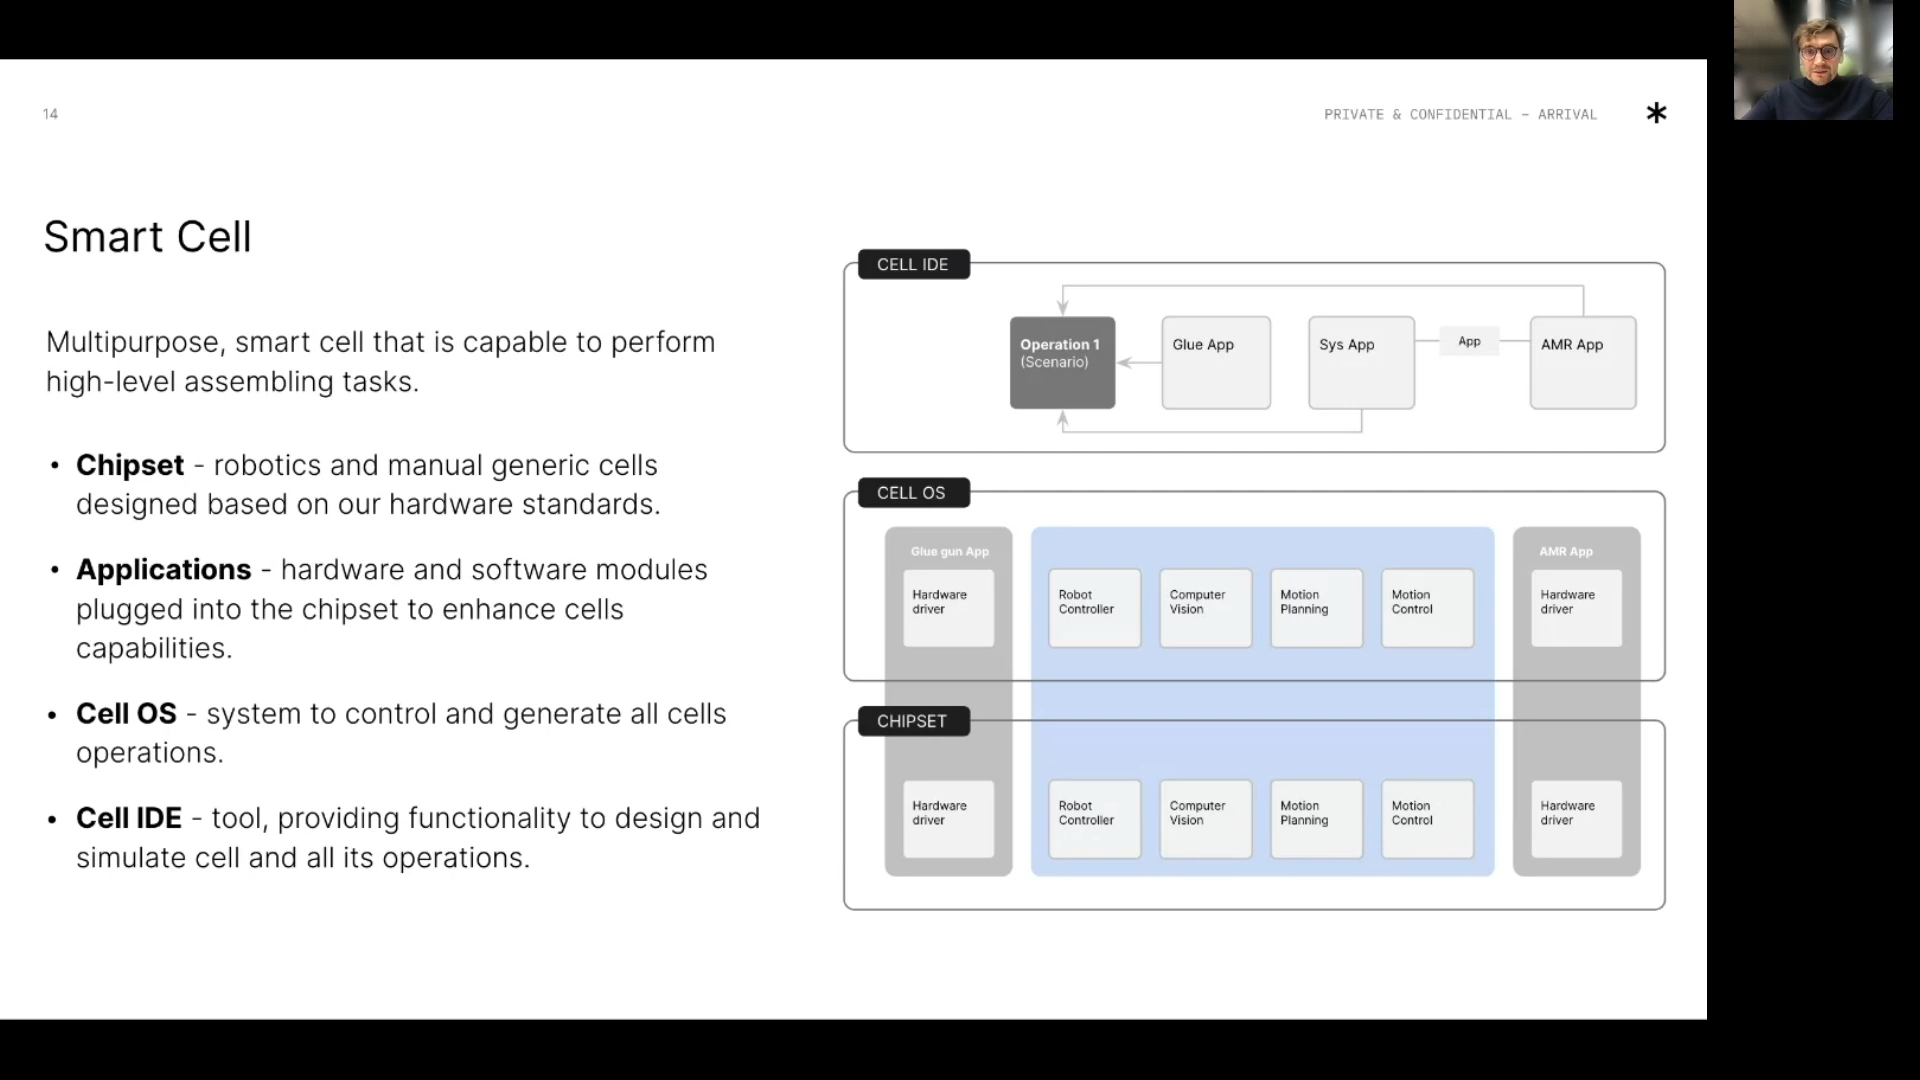 14
PRIVATE & CONFIDENTIAL – ARRIVAL
Smart Cell
Multipurpose, smart cell that is capable to perform
high-level assembling tasks.
• Chipset - robotics and manual generic cells
designed based on our hardware standards.
• Applications - hardware and software modules
plugged into the chipset to enhance cells
capabilities.
• Cell OS - system to control and generate all cells
operations.
• Cell IDE - tool, providing functionality to design and
simulate cell and all its operations.
CELL IDE
Operation 1
(Scenario)
Glue App
Sys App
App
AMR App
CELL OS
Glue gun App
AMR App
Hardware
driver
Robot
Controller
Computer
Vision
Motion
Planning
Motion
Control
Hardware
driver
CHIPSET
Hardware
driver
Robot
Controller
Computer
Vision
Motion
Planning
Motion
Control
Hardware
driver